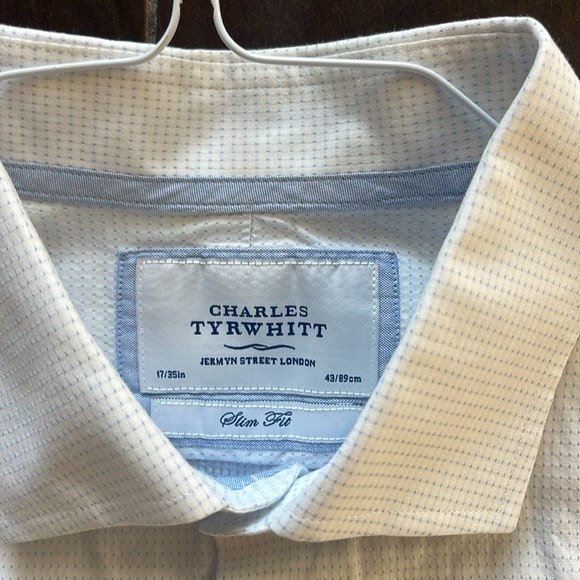 CHARLES
TYRWHITT
JERMYN STREET LONDON
17/35in 43/89cm
Slim Fit